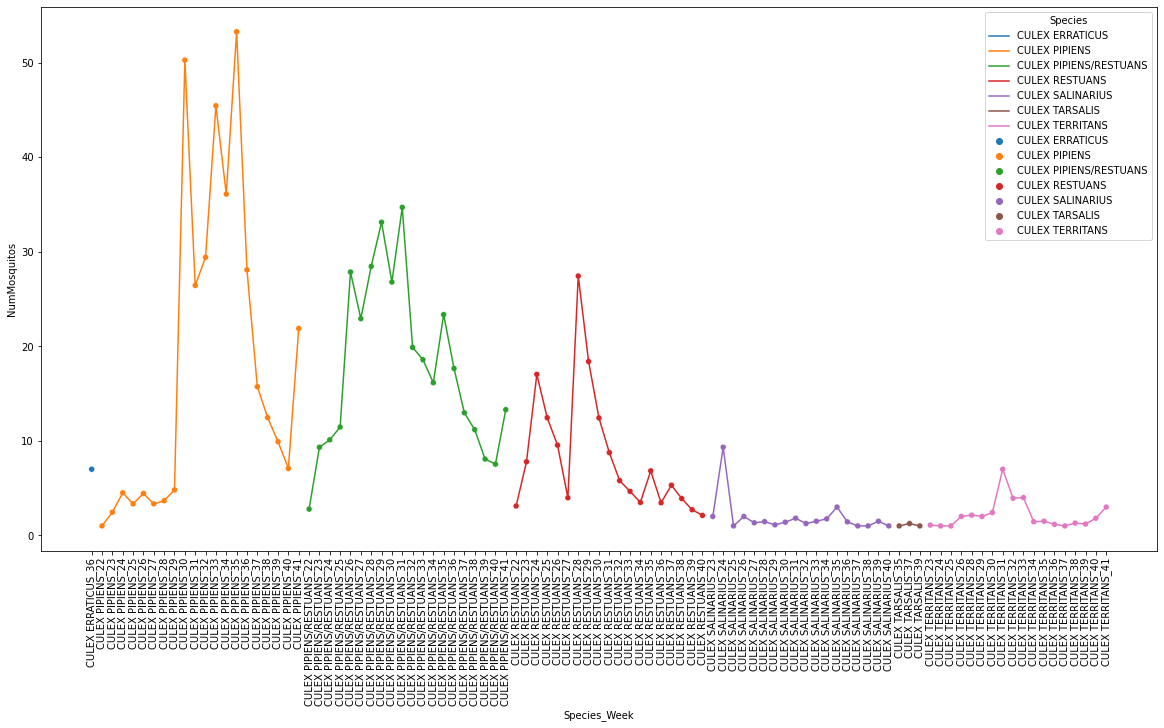 Species
CULEX ERRATICUS
CULEX PIPIENS
CULEX PIPIENS/RESTUANS
CULEX RESTUANS
CULEX SALINARIUS
CULEX TARSALIS
CULEX TERRITANS
CULEX ERRATICUS
CULEX PIPIENS
CULEX PIPIENS/RESTUANS
CULEX RESTUANS
CULEX SALINARIUS
CULEX TARSALIS
CULEX TERRITANS
NumMosquitos
50
40
30
20
10
0
CULEX ERRATICUS_36
CULEX PIPIENS_22
CULEX PIPIENS_23
CULEX PIPIENS_24
CULEX PIPIENS_25
CULEX PIPIENS_26
CULEX PIPIENS_27
CULEX PIPIENS_28
CULEX PIPIENS_29
CULEX PIPIENS_30
CULEX PIPIENS_31
CULEX PIPIENS_32
CULEX PIPIENS_33
CULEX PIPIENS_34
CULEX PIPIENS_35
CULEX PIPIENS_36
CULEX PIPIENS_37
CULEX PIPIENS_38
CULEX PIPIENS_39
CULEX PIPIENS_40
CULEX PIPIENS_41
CULEX PIPIENS/RESTUANS_22
CULEX PIPIENS/RESTUANS_23
CULEX PIPIENS/RESTUANS_24
CULEX PIPIENS/RESTUANS_25
CULEX PIPIENS/RESTUANS_26
CULEX PIPIENS/RESTUANS_27
CULEX PIPIENS/RESTUANS_28
CULEX PIPIENS/RESTUANS_29
CULEX PIPIENS/RESTUANS_30
CULEX PIPIENS/RESTUANS_31
CULEX PIPIENS/RESTUANS_32
CULEX PIPIENS/RESTUANS_33
CULEX PIPIENS/RESTUANS_34
CULEX PIPIENS/RESTUANS_35
CULEX PIPIENS/RESTUANS_36
CULEX PIPIENS/RESTUANS_37
CULEX PIPIENS/RESTUANS_38
CULEX PIPIENS/RESTUANS_39
CULEX PIPIENS/RESTUANS_40
CULEX PIPIENS/RESTUANS_41
CULEX RESTUANS_22
CULEX RESTUANS_23
CULEX RESTUANS_24
CULEX RESTUANS_25
CULEX RESTUANS_26
CULEX RESTUANS_27
CULEX RESTUANS_28
CULEX RESTUANS_29
CULEX RESTUANS_30
CULEX RESTUANS_31
CULEX RESTUANS_32
CULEX RESTUANS_33
CULEX RESTUANS_34
CULEX RESTUANS_35
CULEX RESTUANS_36
CULEX RESTUANS_37
CULEX RESTUANS_38
CULEX RESTUANS_39
CULEX RESTUANS_40
CULEX SALINARIUS_23
CULEX SALINARIUS_24
CULEX SALINARIUS_25
CULEX SALINARIUS_26
CULEX SALINARIUS_27
CULEX SALINARIUS_28
CULEX SALINARIUS_29
CULEX SALINARIUS_30
CULEX SALINARIUS_31
CULEX SALINARIUS_32
CULEX SALINARIUS_33
CULEX SALINARIUS_34
CULEX SALINARIUS_35
CULEX SALINARIUS_36
CULEX SALINARIUS_37
CULEX SALINARIUS_38
CULEX SALINARIUS_39
CULEX SALINARIUS_40
CULEX TARSALIS_35
CULEX TARSALIS_37
CULEX TARSALIS_39
CULEX TERRITANS_23
CULEX TERRITANS_24
CULEX TERRITANS_25
CULEX TERRITANS_26
CULEX TERRITANS_28
CULEX TERRITANS_29
CULEX TERRITANS_30
CULEX TERRITANS_31
CULEX TERRITANS_32
CULEX TERRITANS_33
CULEX TERRITANS_34
CULEX TERRITANS_35
CULEX TERRITANS_36
CULEX TERRITANS_37
CULEX TERRITANS_38
CULEX TERRITANS_39
CULEX TERRITANS_40
CULEX TERRITANS_41
Species_Week